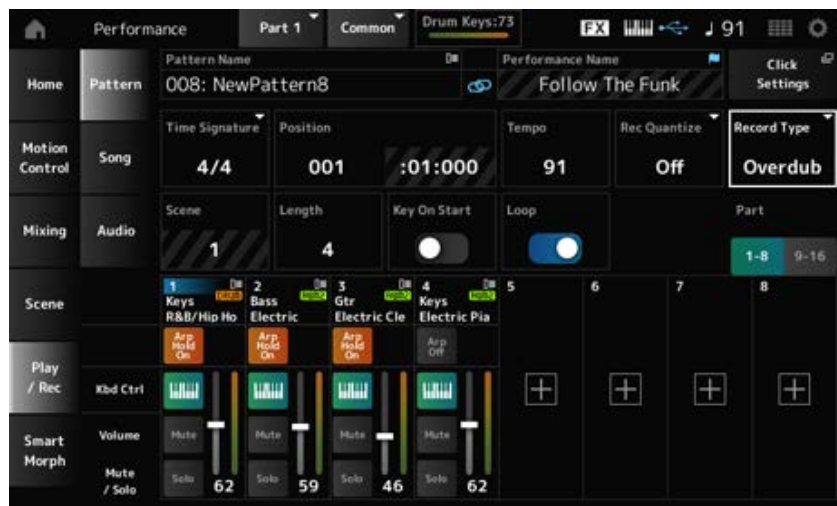 Performance
Part 1
Common
Drum Keys:73
FX
91
Home
Pattern
Pattern Name
008: NewPattern8
Performance Name
Follow The Funk
Click
Settings
Motion
Control
Song
Time Signature
4/4
Position
001 :01:000
Tempo
91
Rec Quantize
Off
Record Type
Overdub
Mixing
Audio
Scene
1
Length
4
Key On Start
Loop
Part
1-8 9-16
Scene
1 2 3 4 5 6 7 8
Keys Bass Gtr Keys
R&B/Hip Ho Electric Electric Cle Electric Pia
Arp
Hold
On
Arp
Hold
On
Arp
Hold
On
Arp
Off
Play
/ Rec
Kbd Ctrl
Smart
Morph
Volume
Mute Mute Mute Mute
Mute
/ Solo
Solo 62 Solo 59 Solo 46 Solo 62